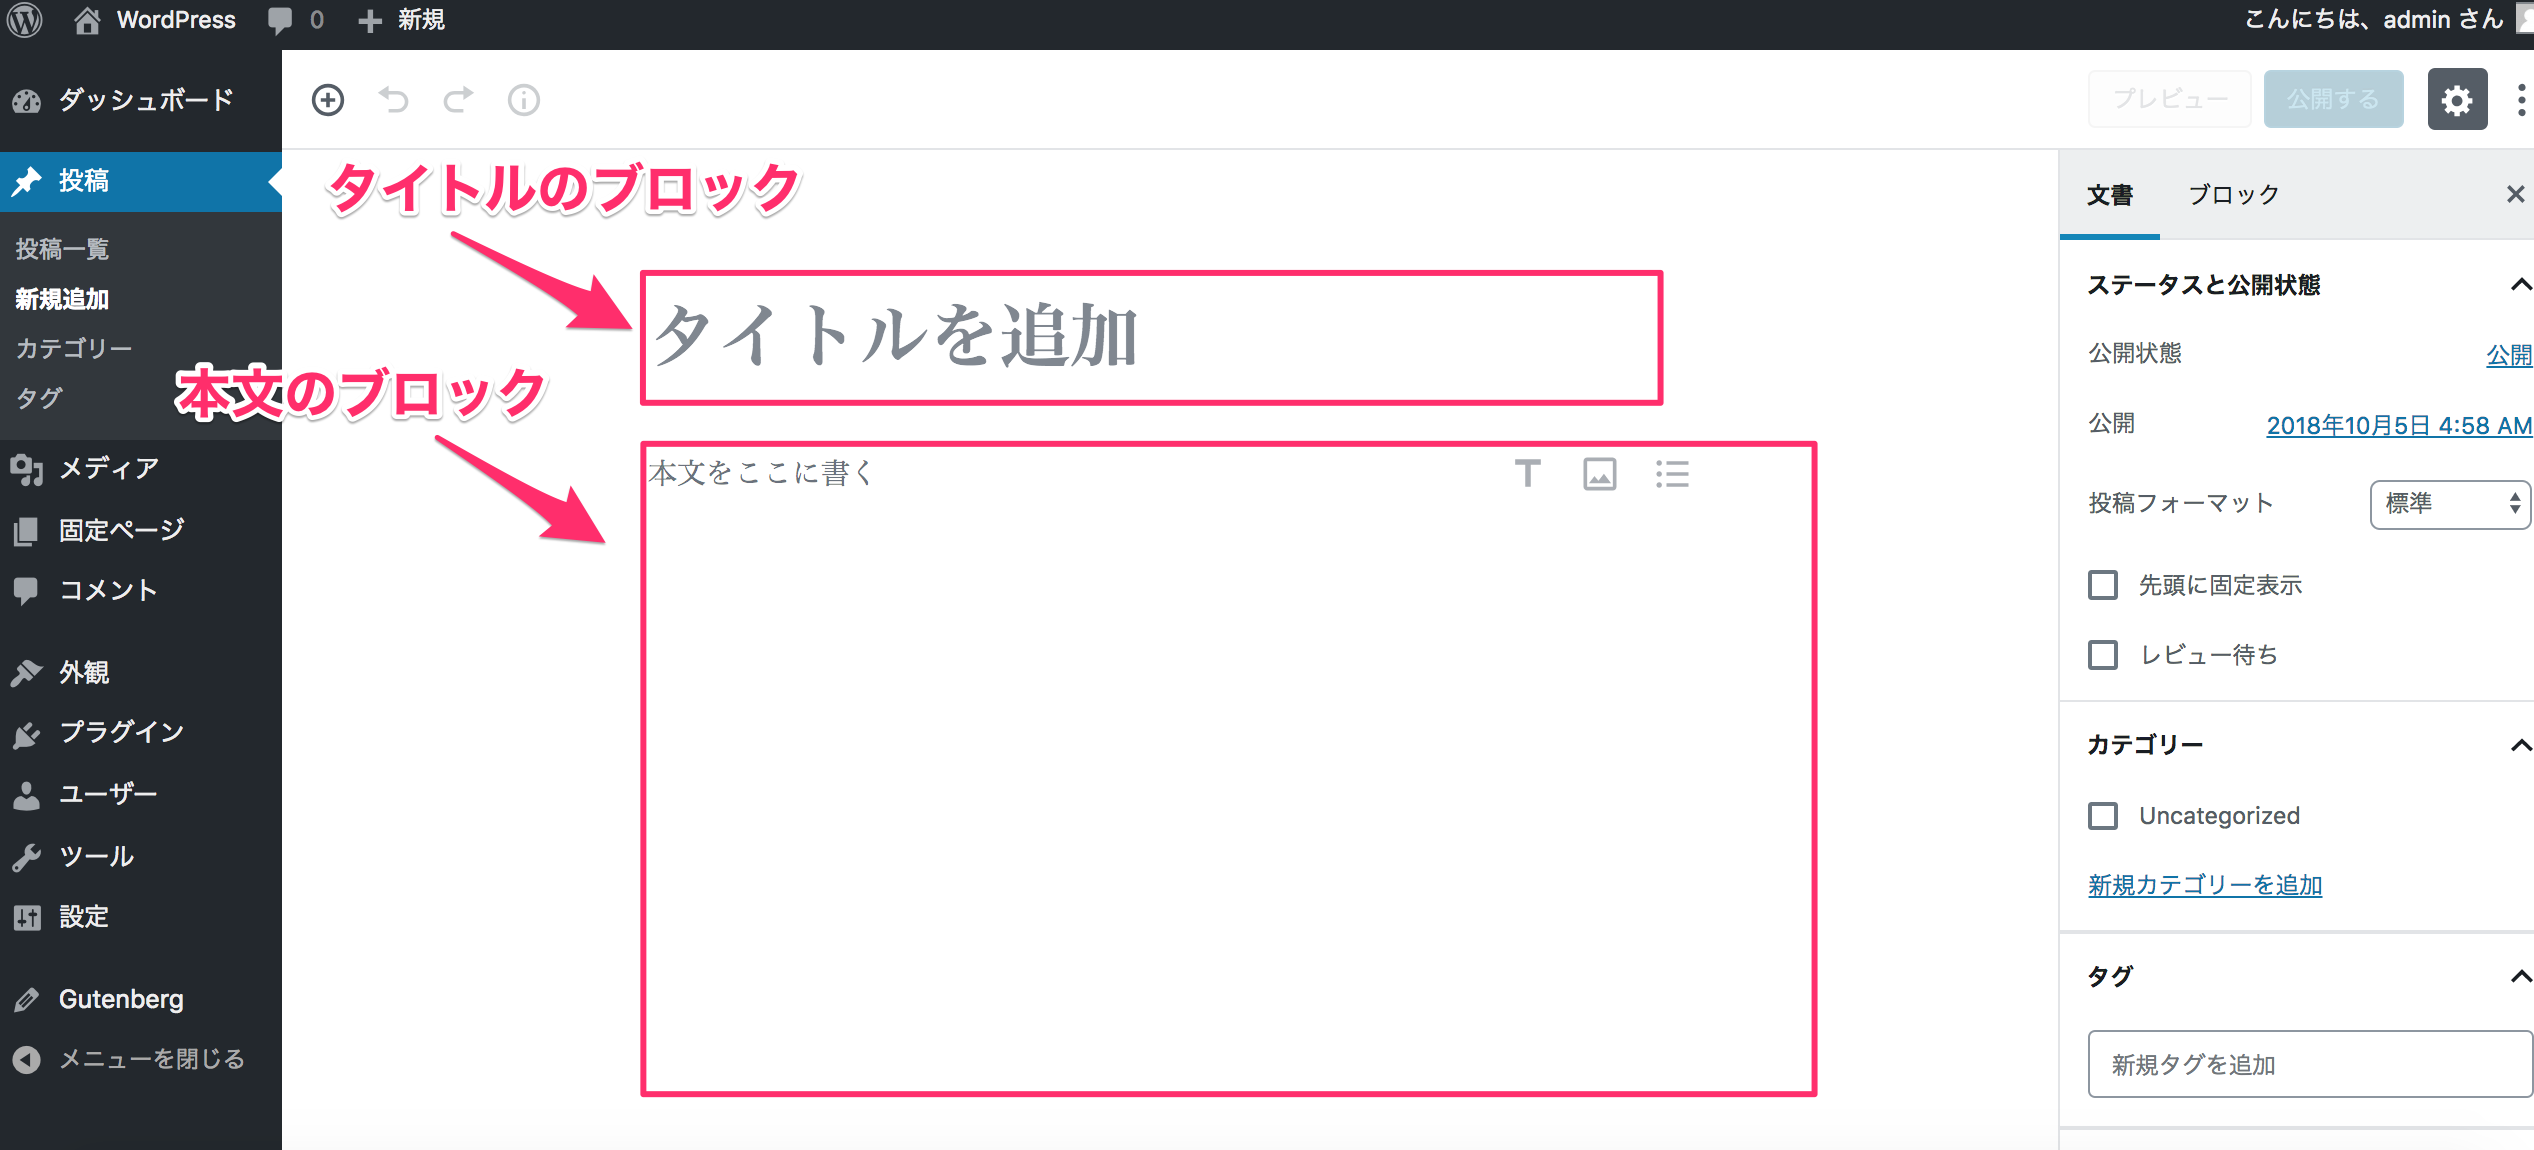 WordPress 0 新規 こんにちは、admin さん
ダッシュボード
投稿
投稿一覧
新規追加
カテゴリー
タグ
メディア
固定ページ
コメント
外観
プラグイン
ユーザー
ツール
設定
Gutenberg
メニューを閉じる
プレビュー 公開する
タイトルのブロック
タイトルを追加
本文のブロック
本文をここに書く
文書 ブロック
ステータスと公開状態
公開状態 公開
公開 2018年10月5日 4:58 AM
投稿フォーマット 標準
先頭に固定表示
レビュー待ち
カテゴリー
Uncategorized
新規カテゴリーを追加
タグ
新規タグを追加